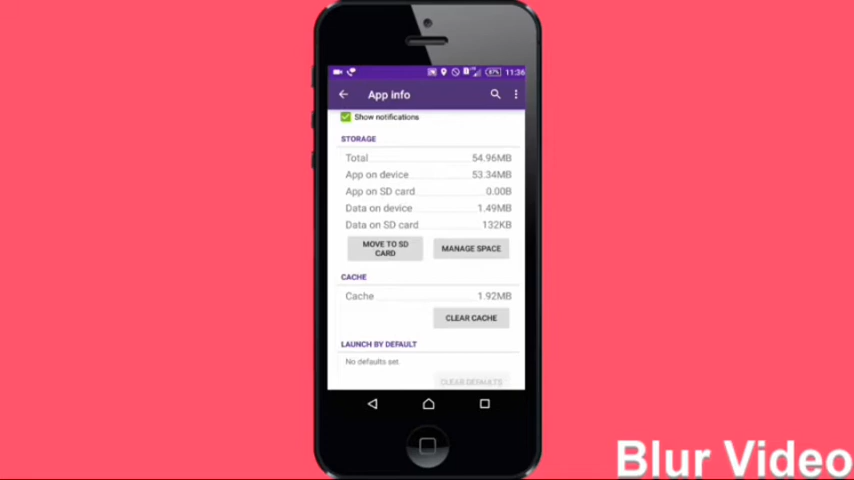 87% 11:36
App info
Show notifications
STORAGE
Total 54.96MB
App on device 53.34MB
App on SD card 0.00B
Data on device 1.49MB
Data on SD card 132KB
MOVE TO SD
CARD
MANAGE SPACE
CACHE
Cache 1.92MB
CLEAR CACHE
LAUNCH BY DEFAULT
No defaults set.
CLEAR DEFAULTS
Blur Video